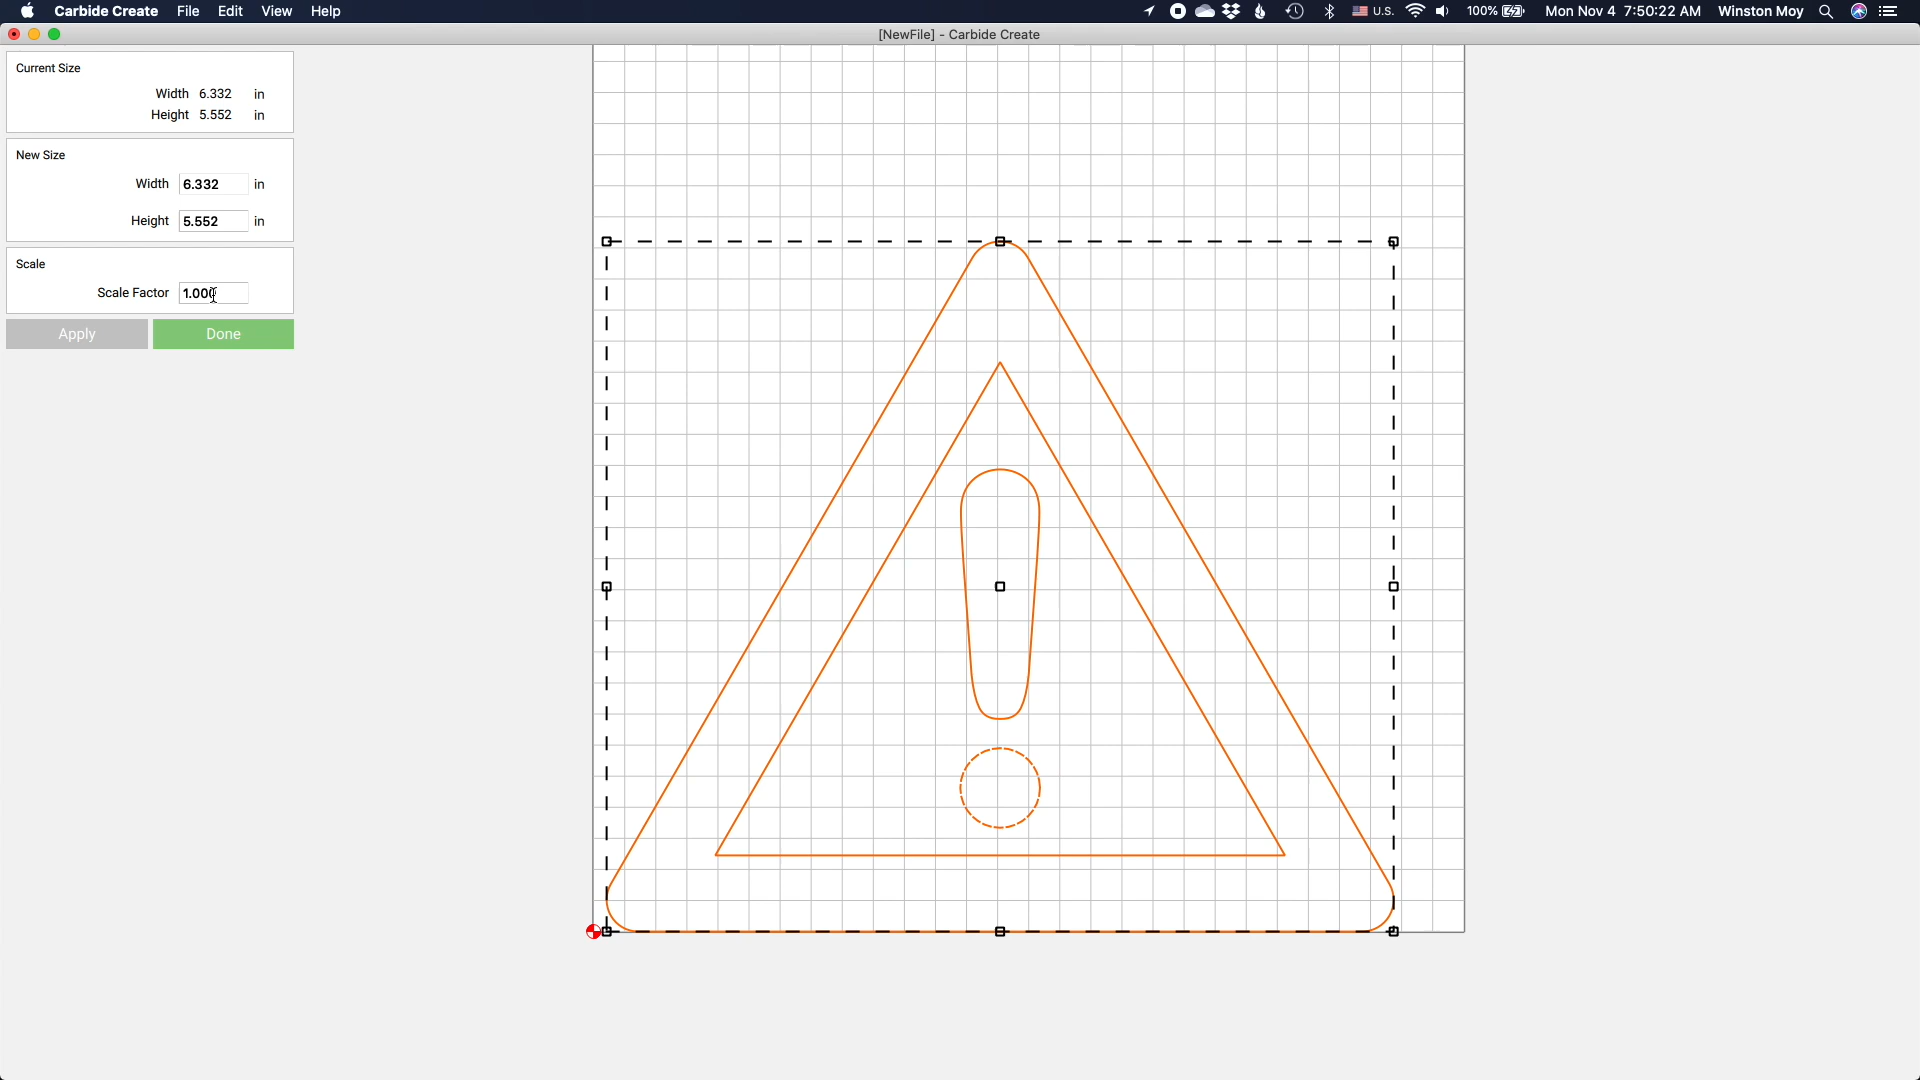 Carbide Create File Edit View Help U.S. 100% Mon Nov 4 7:50:22 AM Winston Moy
[NewFile] - Carbide Create
Current Size
Width 6.332 in
Height 5.552 in
New Size
Width 6.332 in
Height 5.552 in
Scale
Scale Factor 1.000
Apply Done